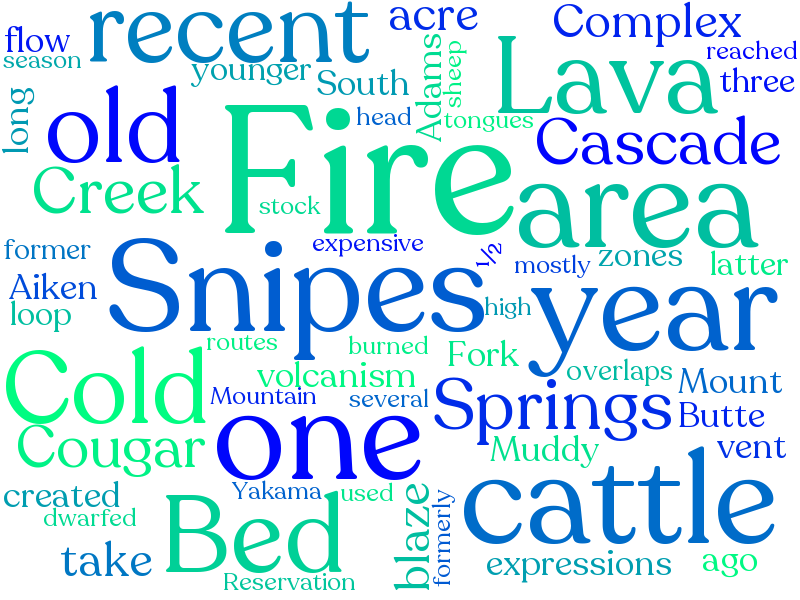 recent
acre
Complex
flow
season
younger
South
reached
three
Lava
Adams
sheep
long
old
Fire
head
tongues
Cascade
Creek
stock
area
former
Snipes
expensive
½
mostly
zones
latter
Aiken
loop
high
year
routes
burned
Fork
overlaps
Cold
volcanism
Mountain
several
Springs
Mount
Butte
Cougar
one
Muddy
vent
created
dwarfed
Bed
Yakama
used
blaze
formerly
cattle
take
Reservation
expressions
ago